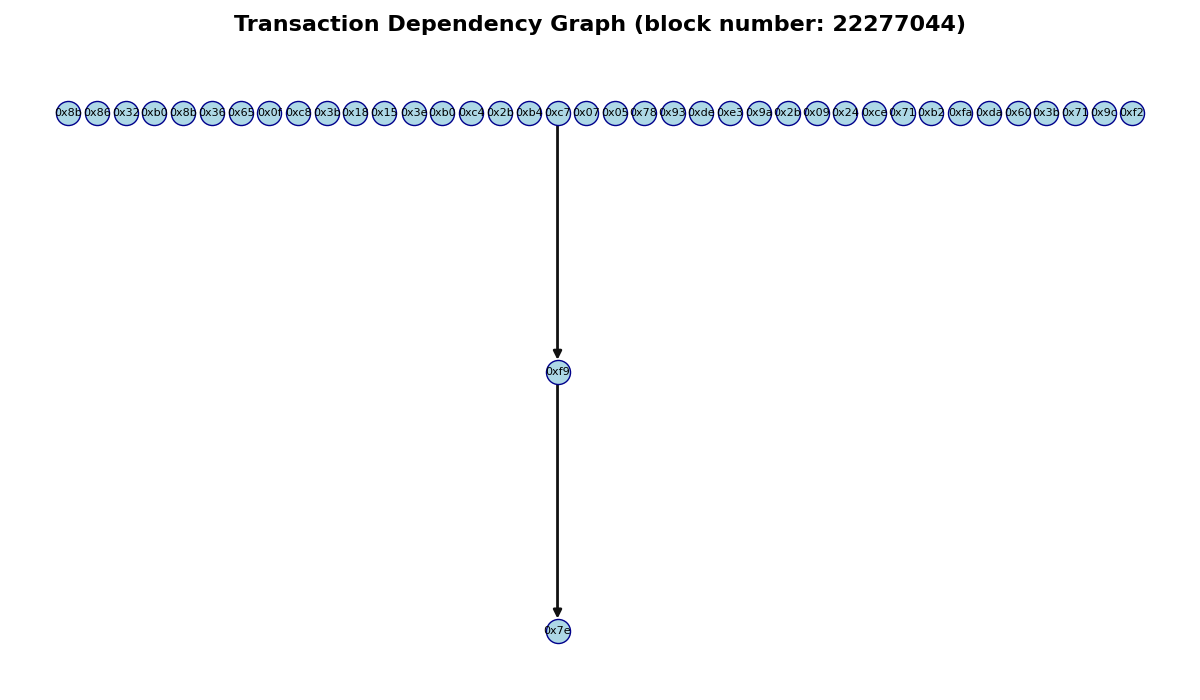 Transaction Dependency Graph (block number: 22277044)
0x8b 0x86 0x32 0xb0 0x8b 0x36 0x65 0x0f 0xc8 0x3b 0x18 0x15 0x3e 0xb0 0xc4 0x2b 0xb4 0xc7 0x07 0x05 0x78 0x93 0xde 0xe3 0x9a 0x2b 0x09 0x24 0xce 0x71 0xb2 0xfa 0xda 0x60 0x3b 0x71 0x9c 0xf2
0xf9
0x7e